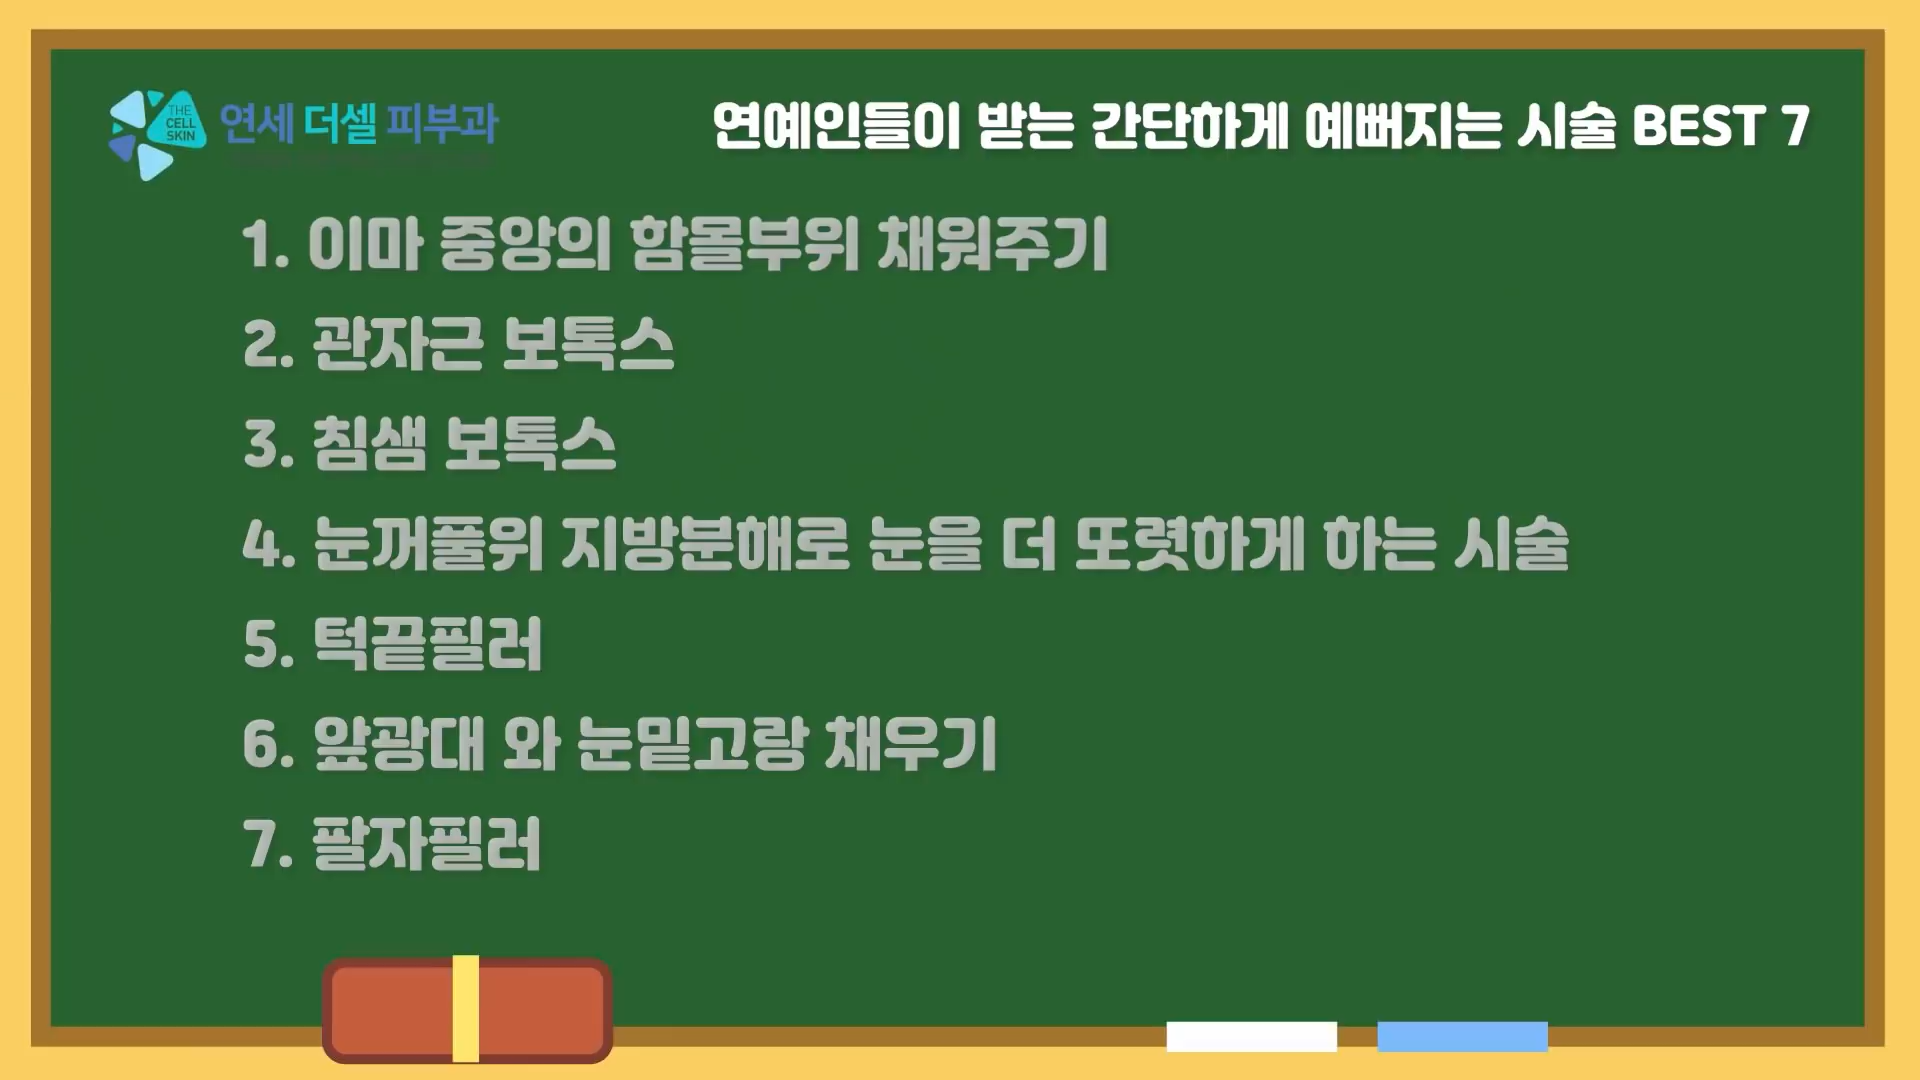 THE
CELL
SKIN
연세 더셀 피부과
연예인들이 받는 간단하게 예뻐지는 시술 BEST 7
1. 이마 중앙의 함몰부위 채워주기
2. 관자근 보톡스
3. 침샘 보톡스
4. 눈꺼풀위 지방분해로 눈을 더 또렷하게 하는 시술
5. 턱끝필러
6. 앞광대 와 눈밑고랑 채우기
7. 팔자필러